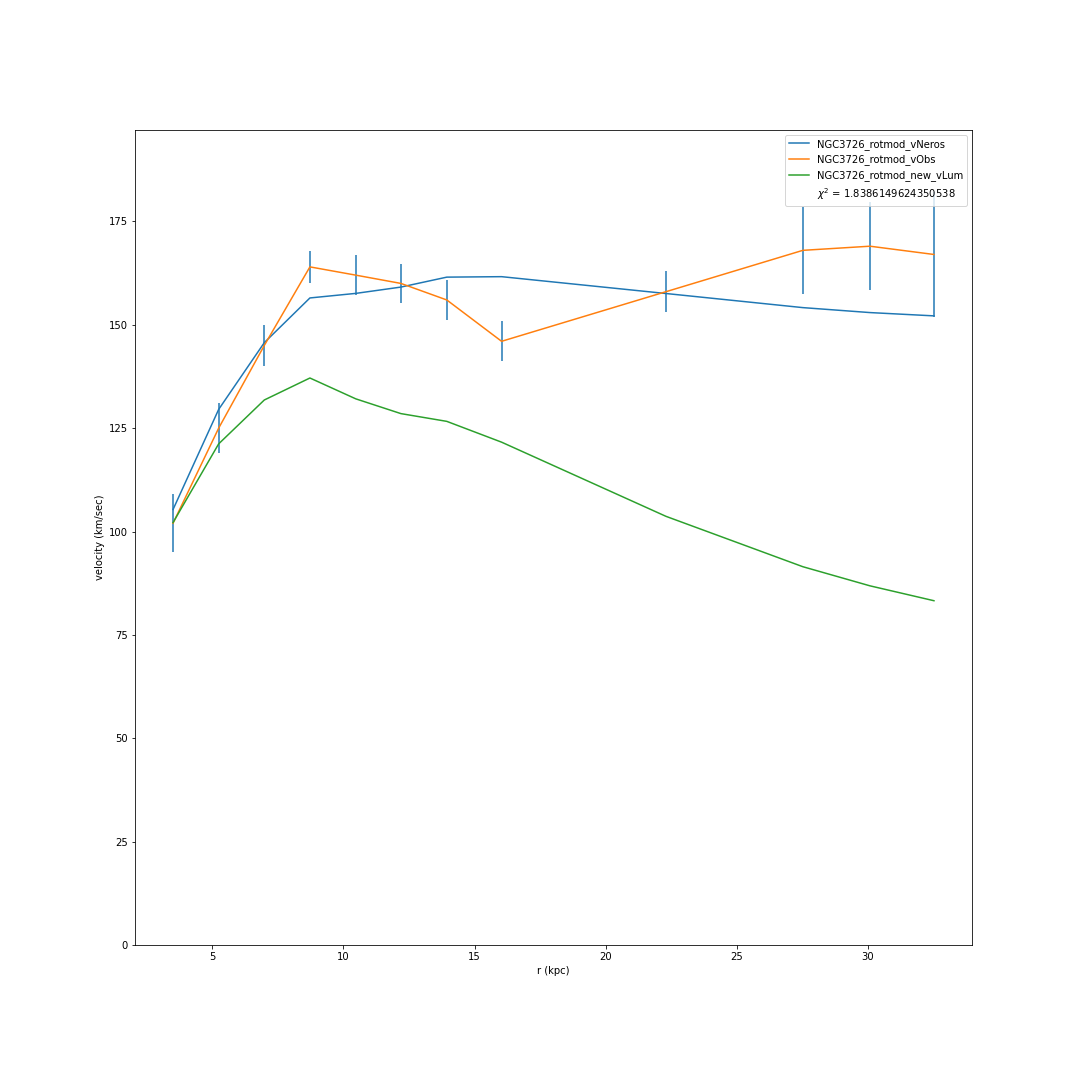 NGC3726_rotmod_vNeros
NGC3726_rotmod_vObs
NGC3726_rotmod_new_vLum
χ² = 1.8386149624350538
175
150
125
100
75
50
25
0
velocity (km/sec)
5 10 15 20 25 30
r (kpc)